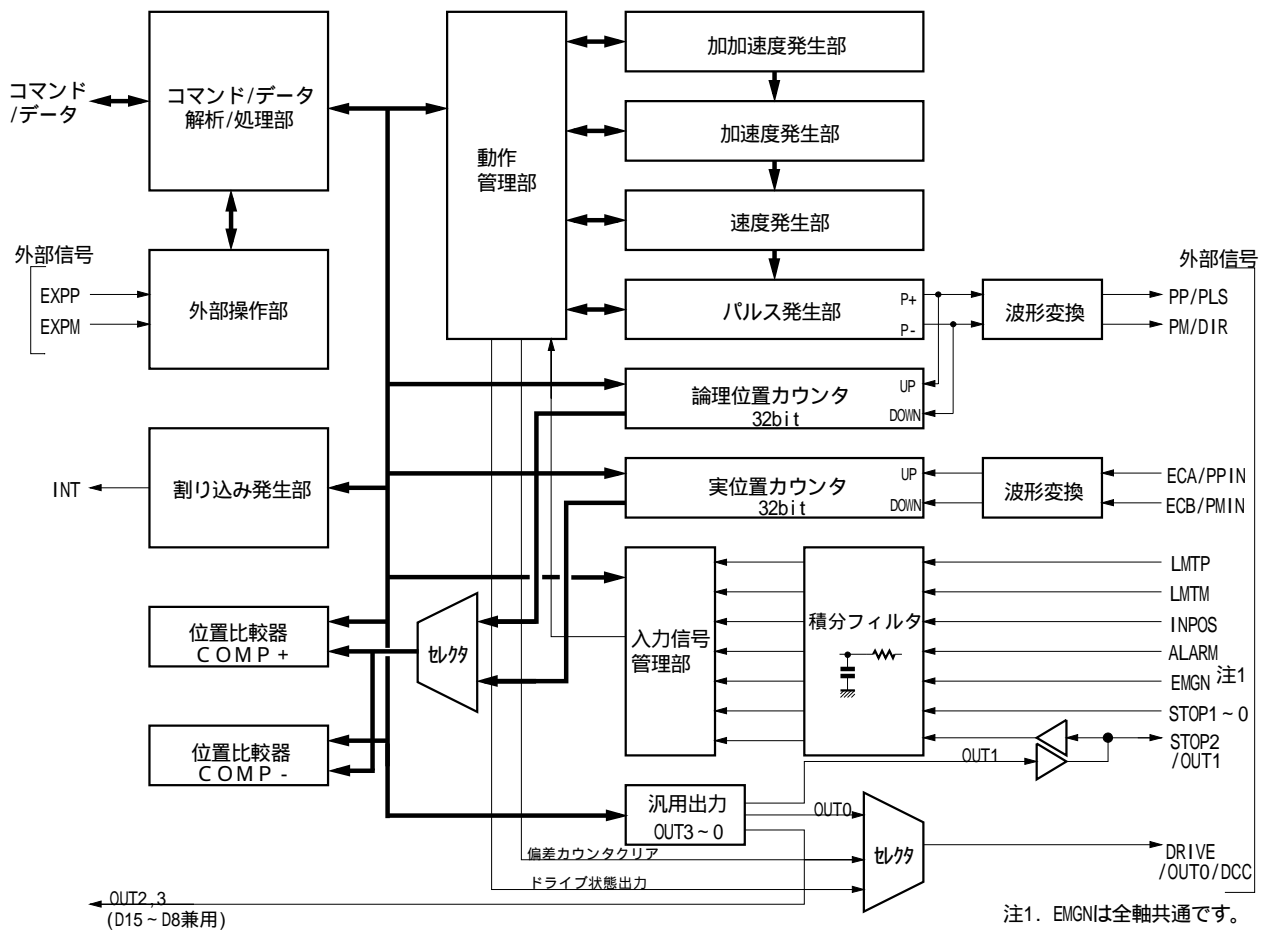 コマンド
/データ
コマンド/データ
解析/処理部
動作
管理部
加加速度発生部
加速度発生部
速度発生部
パルス発生部
P+
P-
波形変換
外部信号
PP/PLS
PM/DIR
外部信号
EXPP
EXPM
外部操作部
論理位置カウンタ
32bit
UP
DOWN
INT
割り込み発生部
実位置カウンタ
32bit
UP
DOWN
波形変換
ECA/PPIN
ECB/PMIN
位置比較器
COMP+
位置比較器
COMP-
セレクタ
入力信号
管理部
積分フィルタ
LMTP
LMTM
INPOS
ALARM
EMGN 注1
STOP1~0
STOP2
/OUT1
OUT1
汎用出力
OUT3~0
OUT0
セレクタ
偏差カウンタクリア
ドライブ状態出力
DRIVE
/OUT0/DCC
OUT2,3
(D15~D8兼用)
注1. EMGNは全軸共通です。